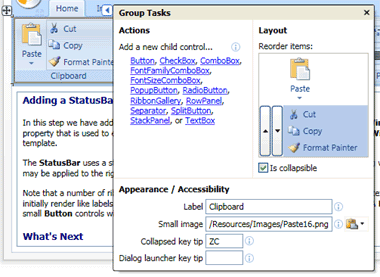 Home
Cut
Copy
Format Painter
Paste
Clipboard
Adding a StatusBar
In this step we have add
property that is used to
template.
The StatusBar uses a s
may be applied to the righ
Note that a number of ri
initially render like labels
small Button controls w
What's Next
Group Tasks
Actions
Add a new child control...
Button, CheckBox, ComboBox,
FontFamilyComboBox,
FontSizeComboBox,
PopupButton, RadioButton,
RibbonGallery, RowPanel,
Separator, SplitButton,
StackPanel, or TextBox
Layout
Reorder items:
Paste
Cut
Copy
Format Painter
Is collapsible
Appearance / Accessibility
Label Clipboard
Small image /Resources/Images/Paste16.png
Collapsed key tip ZC
Dialog launcher key tip